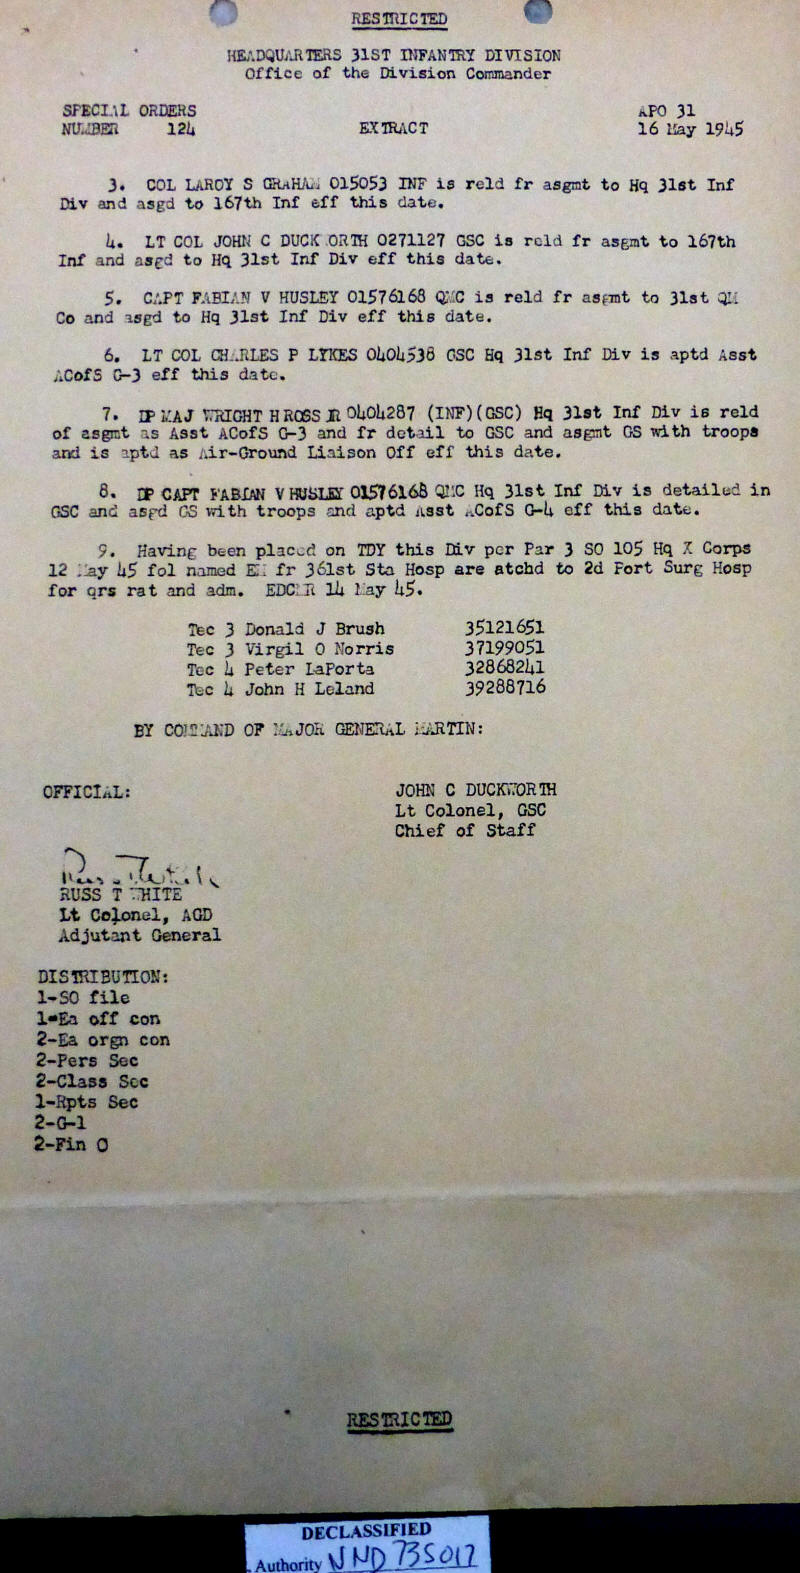 RESTRICTED
HEADQUARTERS 31ST INFANTRY DIVISION
Office of the Division Commander
SPECIAL ORDERS APO 31
NUMBER 124 EXTRACT 16 May 1945
3. COL LAROY S GRAHAM 015053 INF is reld fr asgmt to Hq 31st Inf
Div and asgd to 167th Inf eff this date.
4. LT COL JOHN C DUCKWORTH 0271127 GSC is reld fr asgmt to 167th
Inf and asgd to Hq 31st Inf Div eff this date.
5. CAPT FABIAN V HUSLEY 01576168 QMC is reld fr asgmt to 31st QM
Co and asgd to Hq 31st Inf Div eff this date.
6. LT COL CHARLES P LYKES 0404538 GSC Hq 31st Inf Div is aptd Asst
ACofS G-3 eff this date.
7. DP MAJ WRIGHT H ROSS JR 0404287 (INF)(GSC) Hq 31st Inf Div is reld
of asgmt as Asst ACofS G-3 and fr detail to GSC and asgmt GS with troops
and is aptd as Air-Ground Liaison Off eff this date.
8. DP CAPT FABIAN V HUSLEY 01576168 QMC Hq 31st Inf Div is detailed in
GSC and asgd GS with troops and aptd Asst ACofS G-4 eff this date.
9. Having been placed on TDY this Div per Par 3 SO 105 Hq X Corps
12 May 45 fol named EM fr 361st Sta Hosp are atchd to 2d Port Surg Hosp
for qrs rat and adm. EDCMR 14 May 45.
Tec 3 Donald J Brush 35121651
Tec 3 Virgil O Norris 37199051
Tec 4 Peter LaPorta 32868241
Tec 4 John H Leland 39288716
BY COMMAND OF MAJOR GENERAL MARTIN:
OFFICIAL: JOHN C DUCKWORTH
Lt Colonel, GSC
Chief of Staff
RUSS T WHITE
Lt Colonel, AGD
Adjutant General
DISTRIBUTION:
1-SO file
1-Ea off con
2-Ea orgn con
2-Pers Sec
2-Class Sec
1-Rpts Sec
2-G-1
2-Fin O
RESTRICTED
DECLASSIFIED
Authority NND 735017